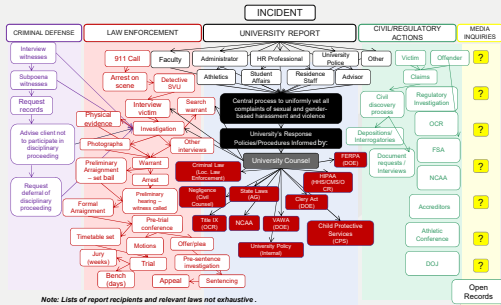 INCIDENT
CRIMINAL DEFENSE
LAW ENFORCEMENT
UNIVERSITY REPORT
CIVIL/REGULATORY
ACTIONS
MEDIA
INQUIRIES
Interview
witnesses
Subpoena
witnesses
Request
records
Advise client not
to participate in
disciplinary
proceeding
Request
deferral of
disciplinary
proceeding
911 Call
Arrest on
scene
Detective
SVU
Interview
victim
Search
warrant
Physical
evidence
Investigation
Photographs
Other
interviews
Preliminary
Arraignment
– set bail
Warrant
Arrest
Preliminary
hearing –
witness called
Formal
Arraignment
Pre-trial
conference
Timetable set
Motions
Offer/plea
Jury
(weeks)
Trial
Pre-sentence
investigation
Bench
(days)
Appeal
Sentencing
Faculty
Administrator
HR Professional
University
Police
Other
Athletics
Student
Affairs
Residence
Staff
Advisor
Central process to uniformly vet all
complaints of sexual and gender-
based harassment and violence
University's Response
Policies/Procedures Informed by:
University Counsel
Criminal Law
(Loc. Law
Enforcement)
FERPA
(DOE)
HIPAA
(HHS/CMS/O
CR)
Negligence
(Civil
Counsel)
State Laws
(AG)
Clery Act
(DOE)
Title IX
(OCR)
NCAA
VAWA
(DOE)
Child Protective
Services
(CPS)
University Policy
(Internal)
Victim
Offender
Claims
Civil
discovery
process
Regulatory
Investigation
Depositions/
Interrogatories
OCR
Document
requests /
Interviews
FSA
NCAA
Accreditors
Athletic
Conference
DOJ
?
?
?
?
?
?
?
Open
Records
Note: Lists of report recipients and relevant laws not exhaustive .